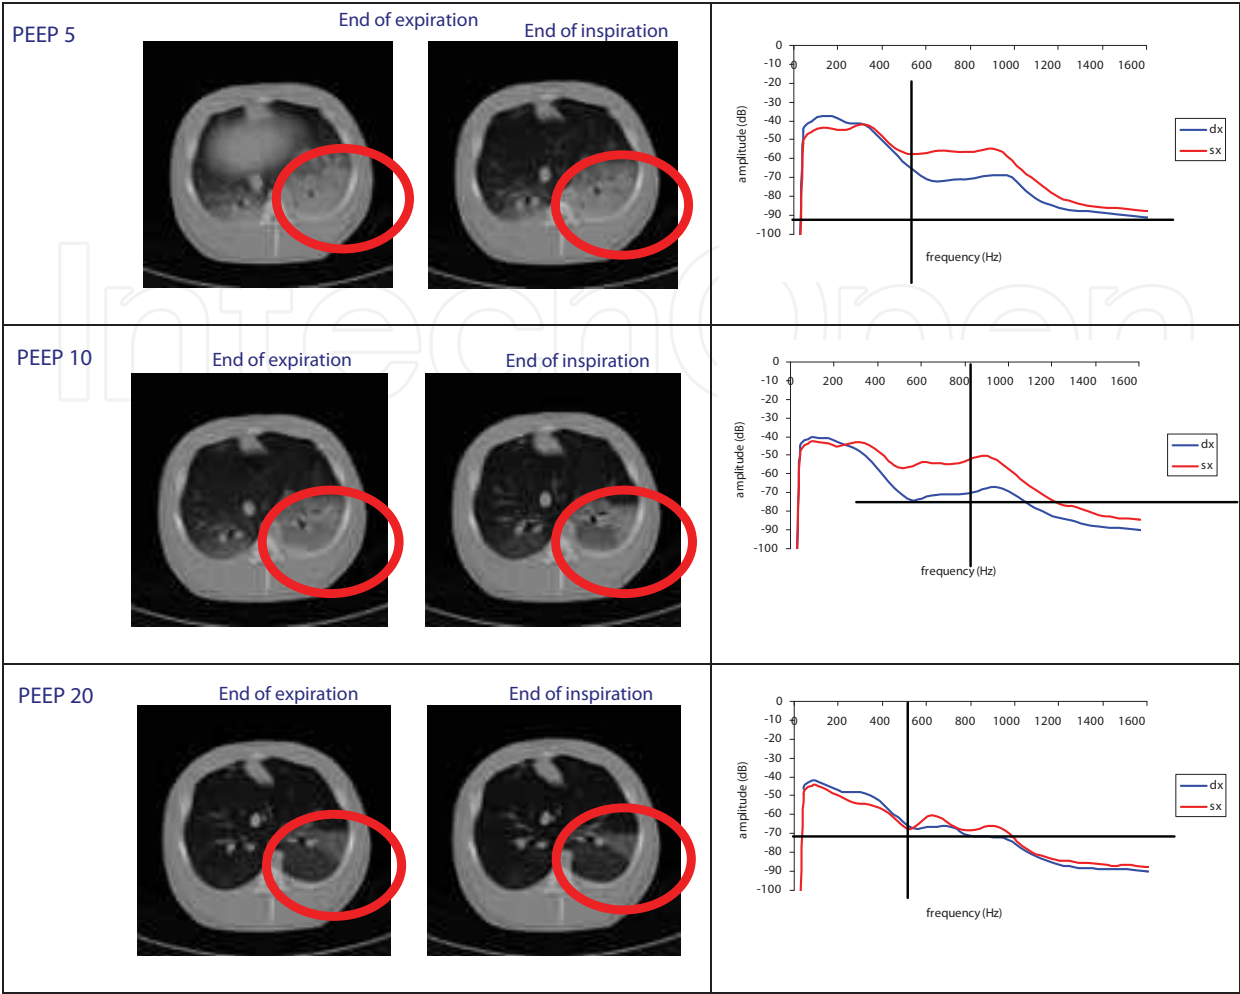 PEEP 5
End of expiration
End of inspiration
0
-10
-20
-30
-40
-50
-60
-70
-80
-90
-100
0 200 400 600 800 1000 1200 1400 1600
amplitude (dB)
frequency (Hz)
dx
sx
IntechOpen
PEEP 10
End of expiration
End of inspiration
0
-10
-20
-30
-40
-50
-60
-70
-80
-90
-100
0 200 400 600 800 1000 1200 1400 1600
amplitude (dB)
frequency (Hz)
dx
sx
PEEP 20
End of expiration
End of inspiration
0
-10
-20
-30
-40
-50
-60
-70
-80
-90
-100
0 200 400 600 800 1000 1200 1400 1600
amplitude (dB)
frequency (Hz)
dx
sx